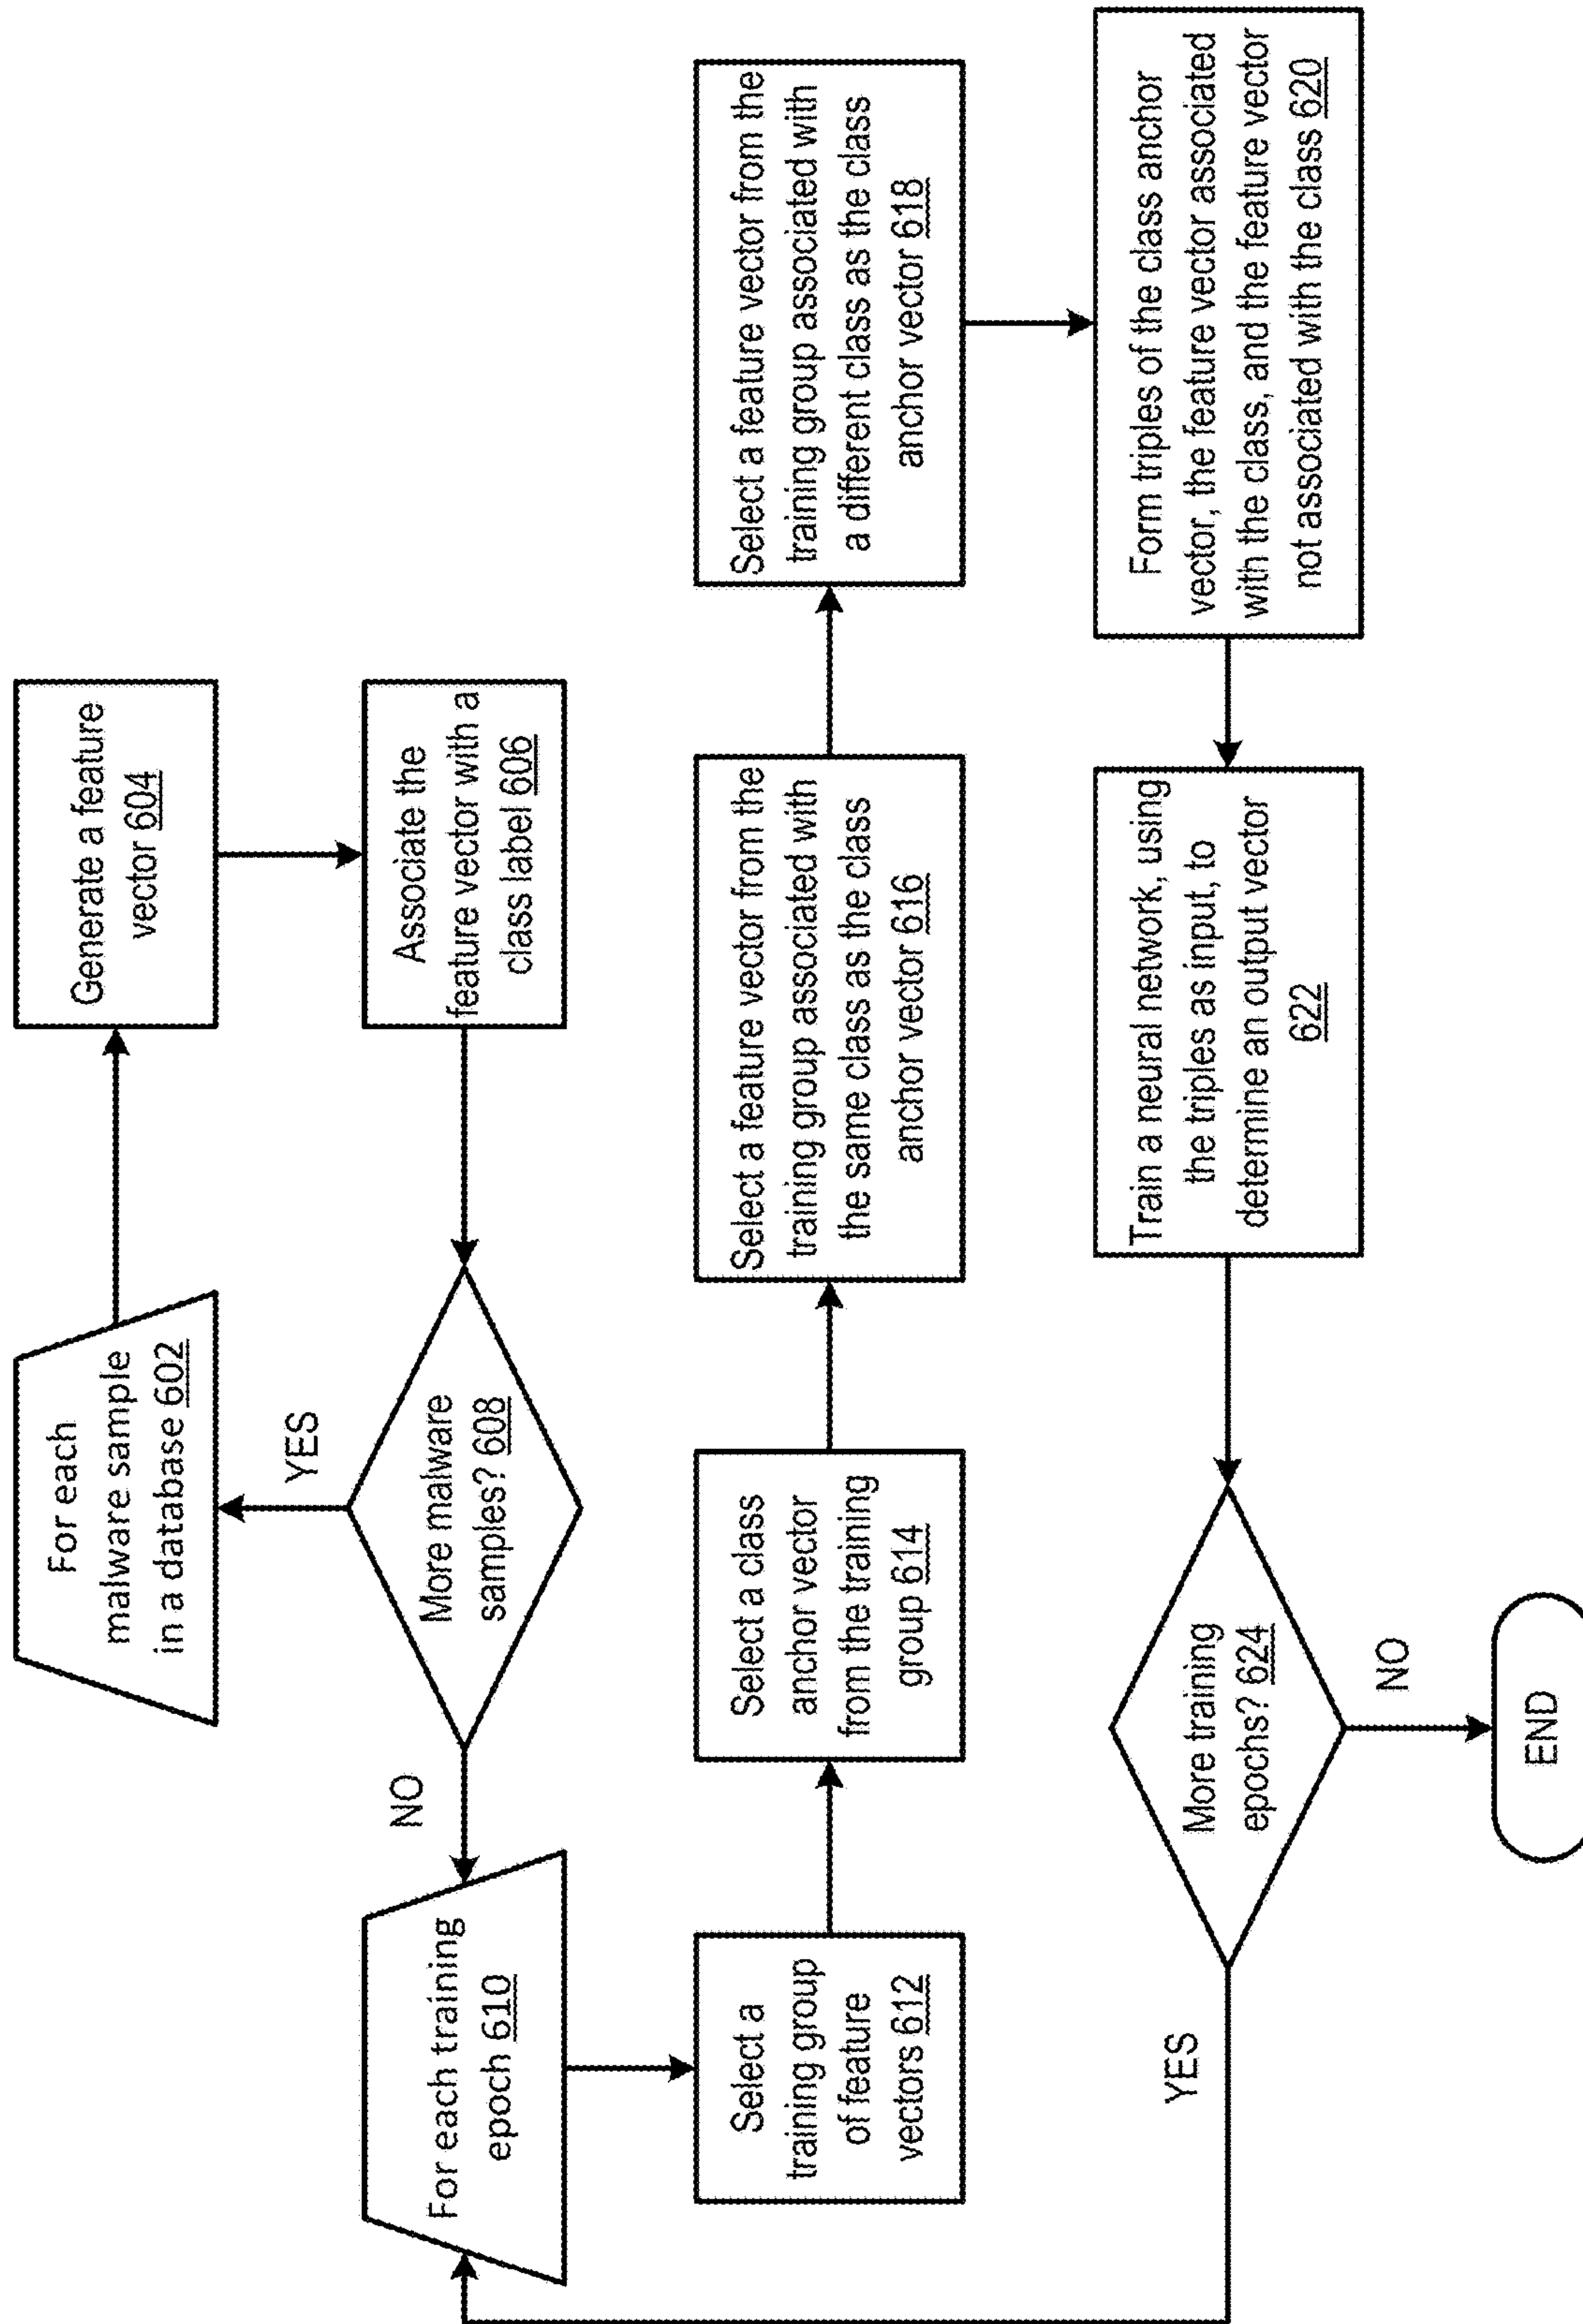 For each
malware sample
in a database 602
Generate a feature
vector 604
Associate the
feature vector with a
class label 606
More malware
samples? 608
YES
NO
For each training
epoch 610
Select a
training group
of feature
vectors 612
Select a class
anchor vector
from the training
group 614
Select a feature vector from the
training group associated with
the same class as the class
anchor vector 616
Select a feature vector from the
training group associated with
a different class as the class
anchor vector 618
Form triples of the class anchor
vector, the feature vector associated
with the class, and the feature vector
not associated with the class 620
Train a neural network, using
the triples as input, to
determine an output vector
622
More training
epochs? 624
YES
NO
END